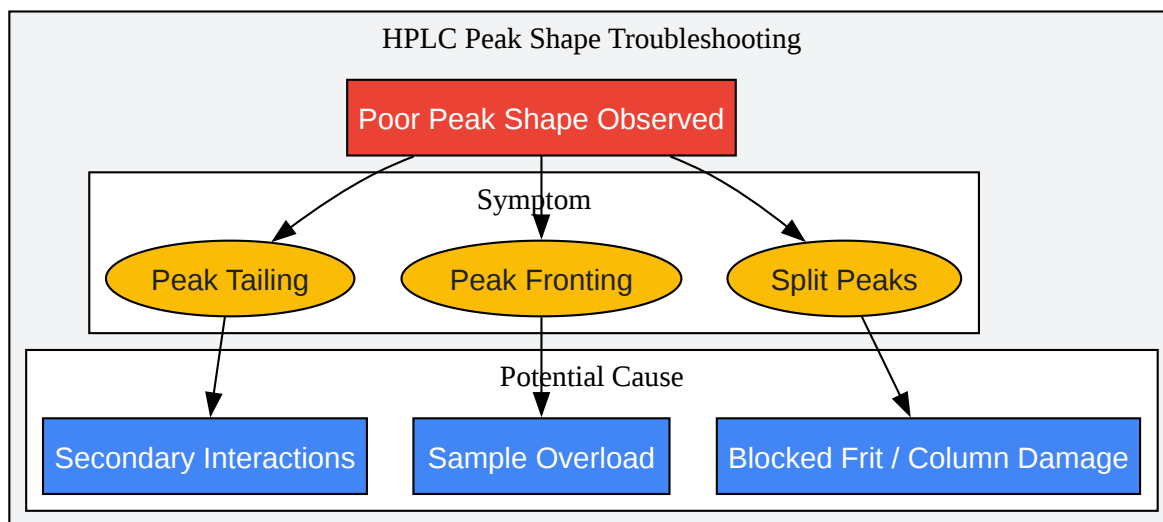 HPLC Peak Shape Troubleshooting
Poor Peak Shape Observed
Symptom
Peak Tailing
Peak Fronting
Split Peaks
Potential Cause
Secondary Interactions
Sample Overload
Blocked Frit / Column Damage